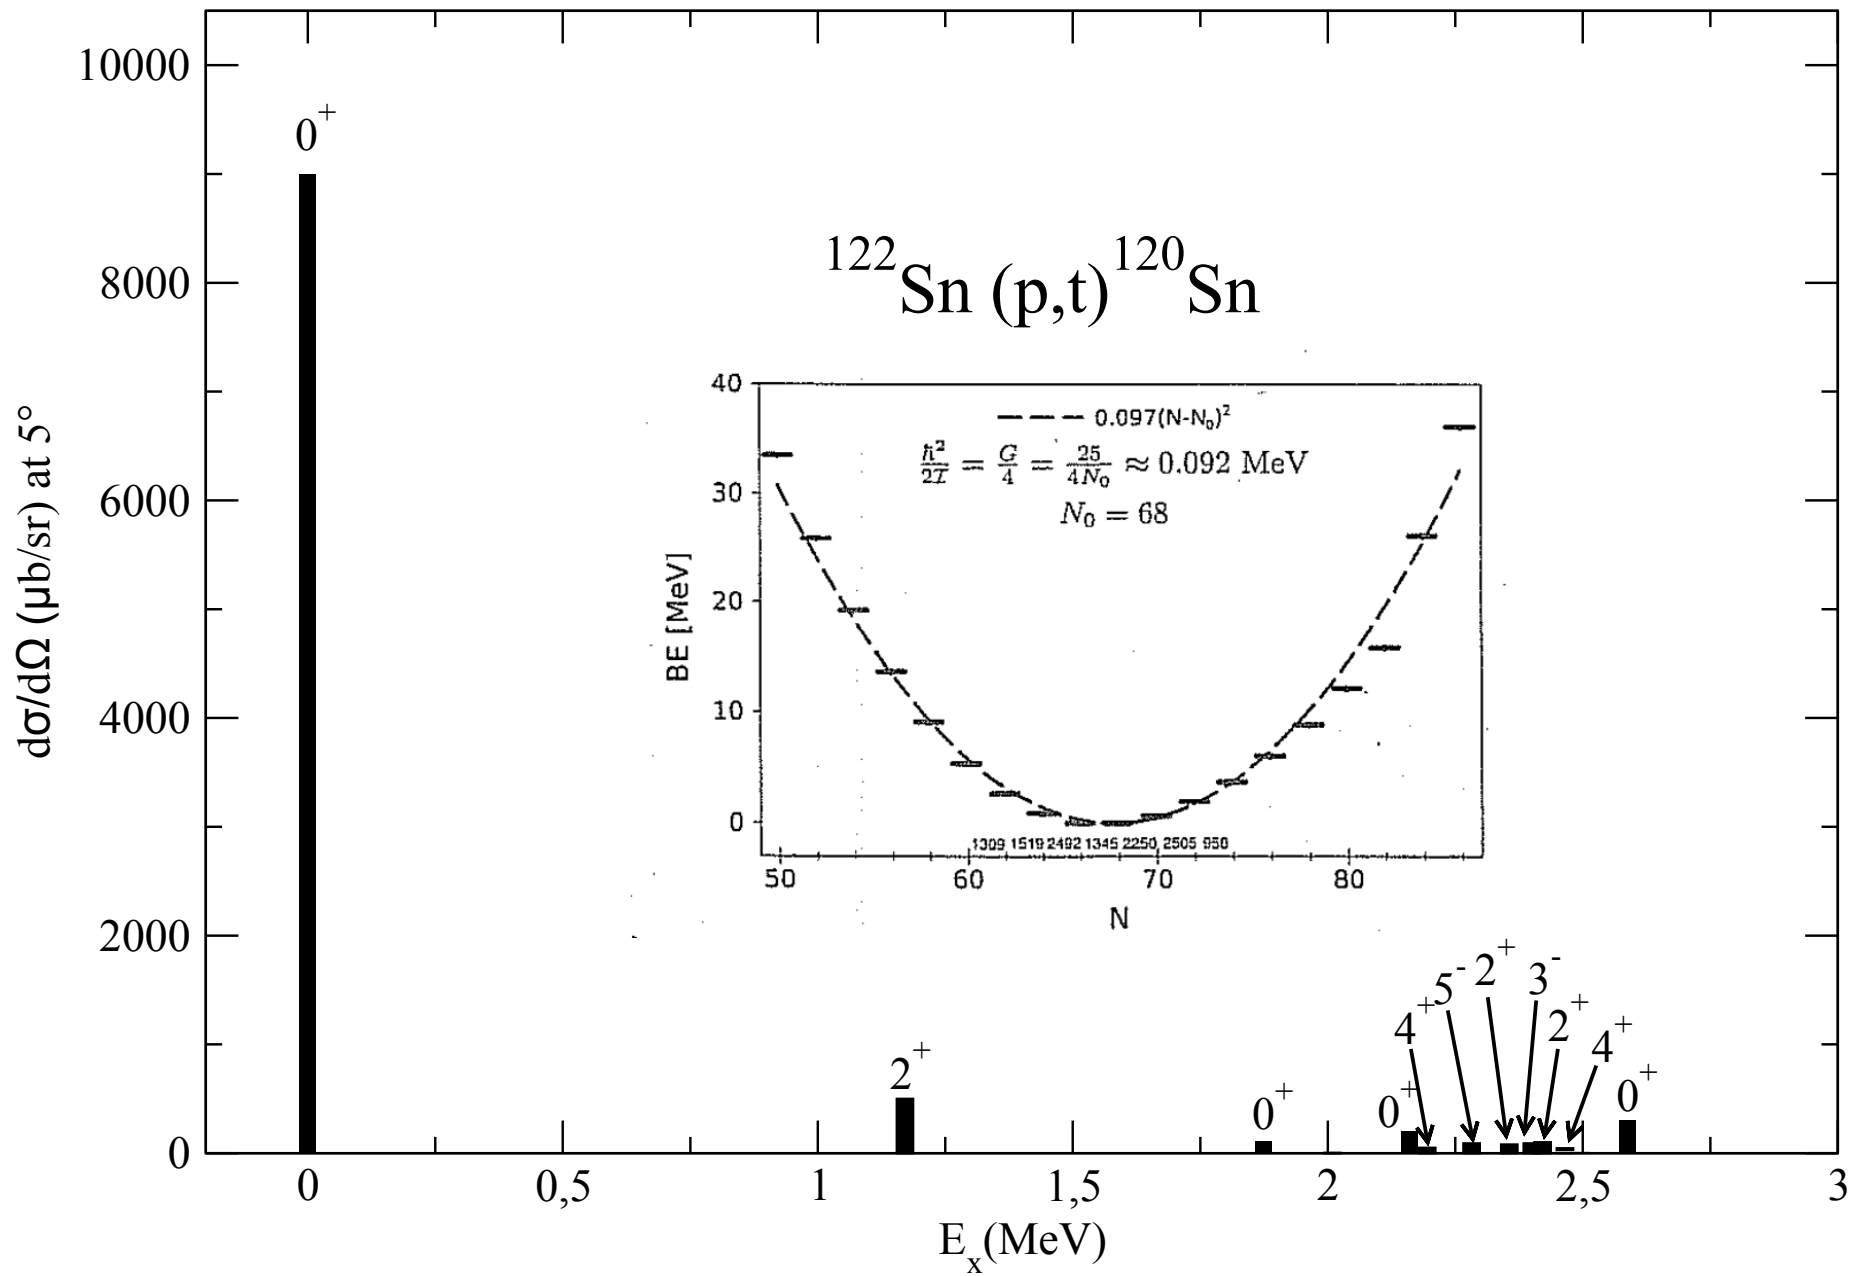 10000
8000
6000
4000
2000
0
dσ/dΩ (μb/sr) at 5°
0⁺
¹²²Sn (p,t)¹²⁰Sn
40
30
20
10
0
BE [MeV]
0.097(N-N₀)²
ℏ²/2ℐ = G/4 = 25/4N₀ ≈ 0.092 MeV
N₀ = 68
1309 1519 2492 1345 2250 2505 950
50 60 70 80
N
2⁺
0⁺
0⁺
4⁺
5⁻
2⁺
3⁻
2⁺
4⁺
0⁺
0 0,5 1 1,5 2 2,5 3
Eₓ(MeV)